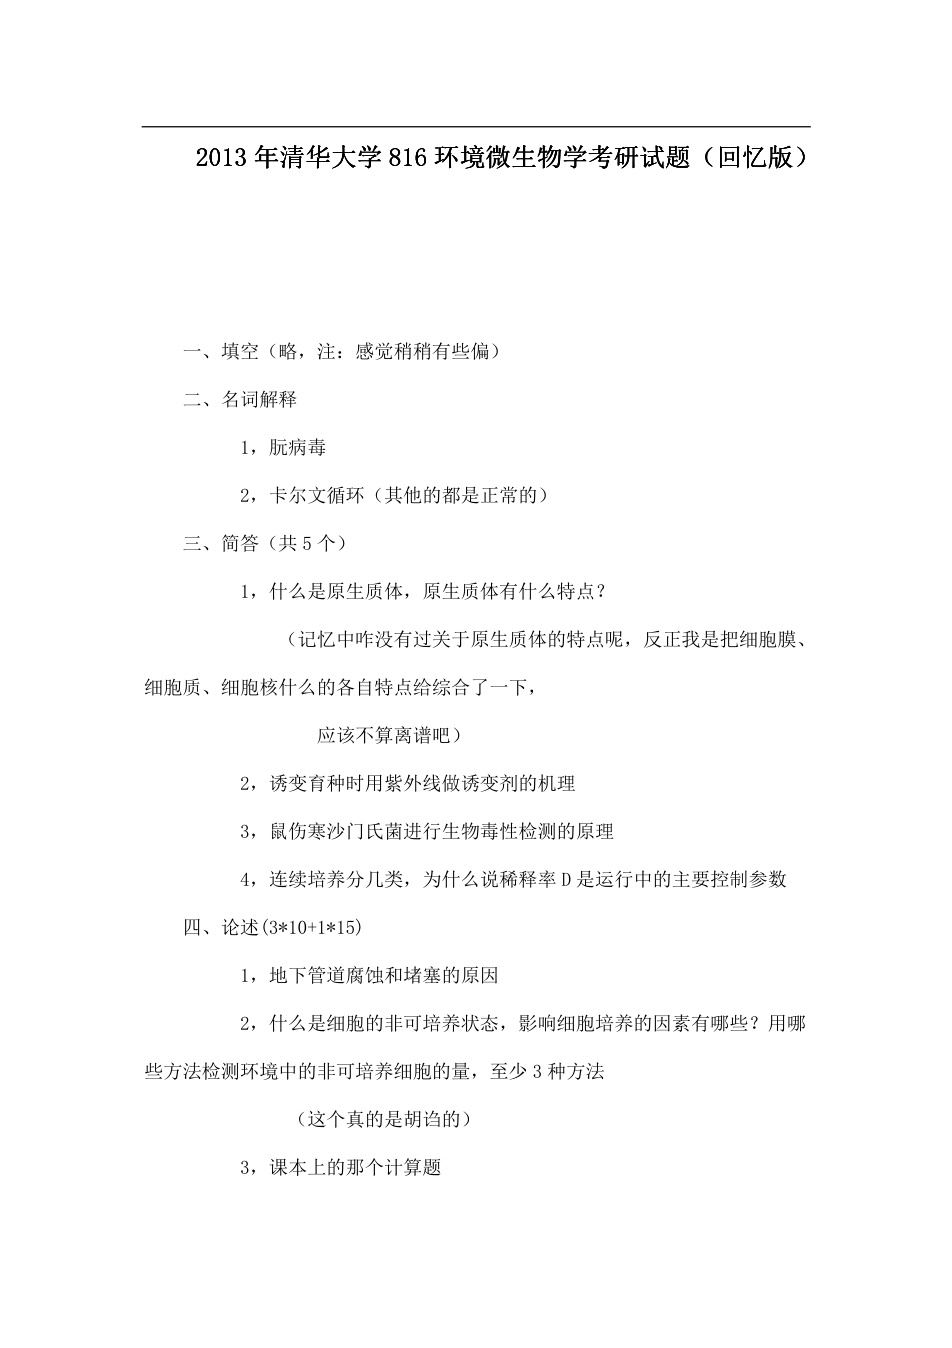 2013 年清华大学 816 环境微生物学考研试题（回忆版）
一、填空（略，注：感觉稍稍有些偏）
二、名词解释
1，朊病毒
2，卡尔文循环（其他的都是正常的）
三、简答（共 5 个）
1，什么是原生质体，原生质体有什么特点？
（记忆中咋没有过关于原生质体的特点呢，反正我是把细胞膜、
细胞质、细胞核什么的各自特点给综合了一下，
应该不算离谱吧）
2，诱变育种时用紫外线做诱变剂的机理
3，鼠伤寒沙门氏菌进行生物毒性检测的原理
4，连续培养分几类，为什么说稀释率 D 是运行中的主要控制参数
四、论述(3*10+1*15)
1，地下管道腐蚀和堵塞的原因
2，什么是细胞的非可培养状态，影响细胞培养的因素有哪些？用哪
些方法检测环境中的非可培养细胞的量，至少 3 种方法
（这个真的是胡诌的）
3，课本上的那个计算题